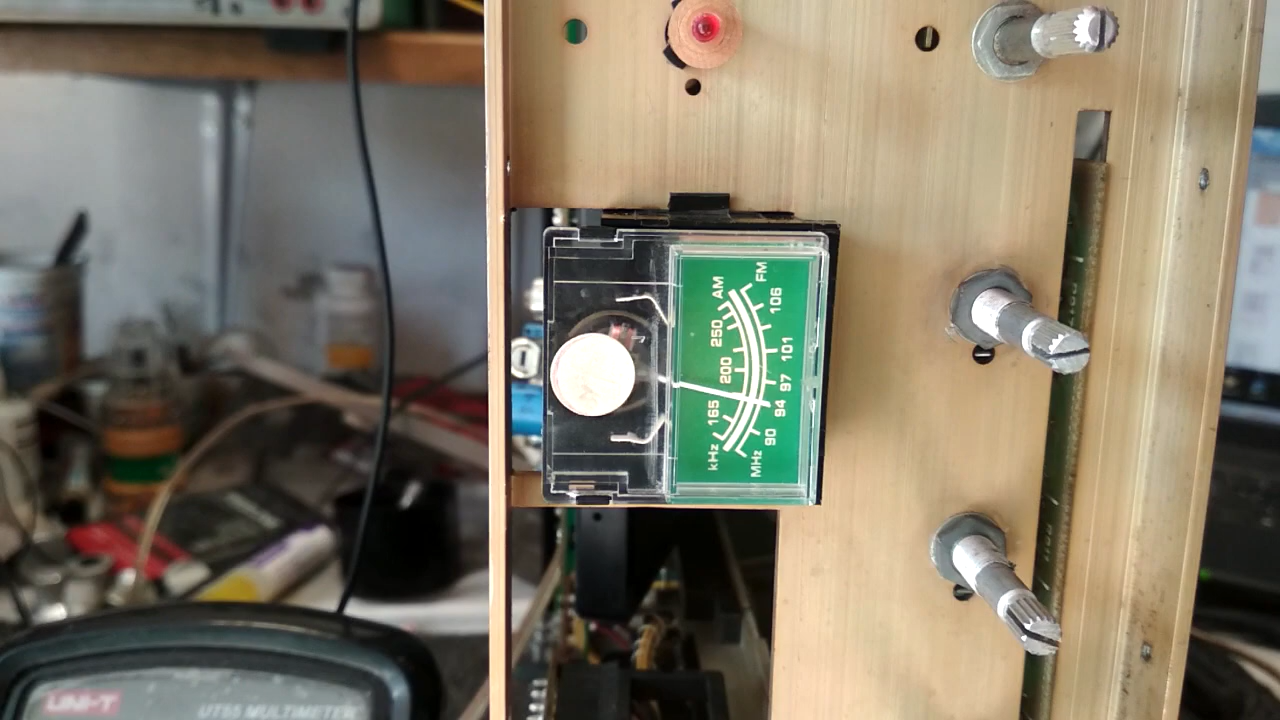 AM
250
200
165
kHz
FM
106
101
97
94
90
MHz
UNI-T
UT55 MULTIMETER